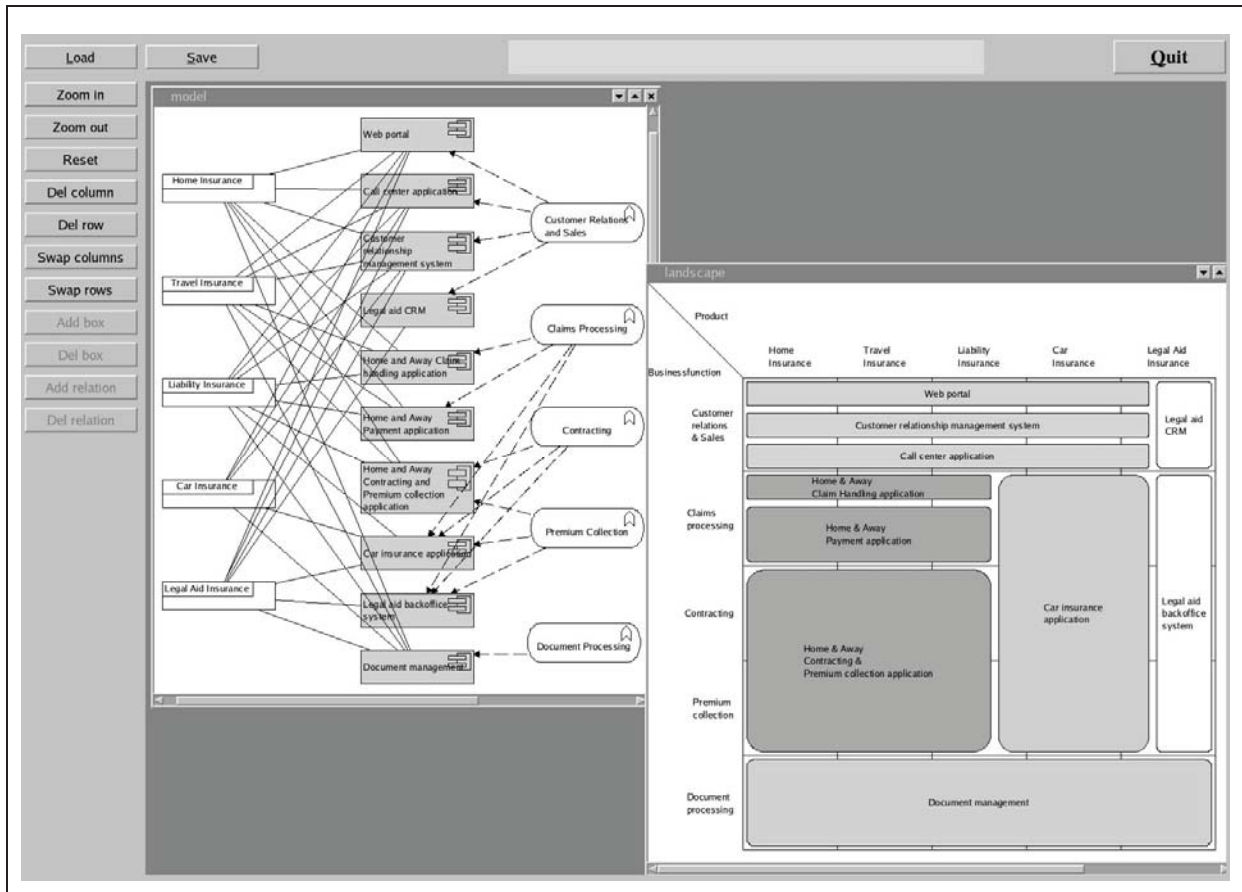 Load
Save
Quit
Zoom in
Zoom out
Reset
Del column
Del row
Swap columns
Swap rows
Add box
Del box
Add relation
Del relation
model
Web portal
Home Insurance
Call center application
Customer Relations
and Sales
Customer
relationship
management system
Travel Insurance
Legal aid CRM
Claims Processing
Home and Away Claim
handling application
Liability Insurance
Home and Away
Payment application
Contracting
Home and Away
Contracting and
Premium collection
application
Car Insurance
Premium Collection
Car insurance application
Legal Aid Insurance
Legal aid backoffice
system
Document Processing
Document management
landscape
Product
Businessfunction
Home
Insurance
Travel
Insurance
Liability
Insurance
Car
Insurance
Legal Aid
Insurance
Customer
relations
& Sales
Web portal
Customer relationship management system
Call center application
Legal aid
CRM
Claims
processing
Home & Away
Claim Handling application
Home & Away
Payment application
Contracting
Car insurance
application
Legal aid
backoffice
system
Home & Away
Contracting &
Premium collection application
Premium
collection
Document
processing
Document management